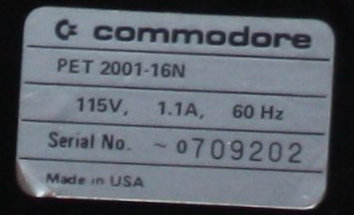 commodore
PET 2001-16N
115V, 1.1A, 60 Hz
Serial No. ~0709202
Made in USA